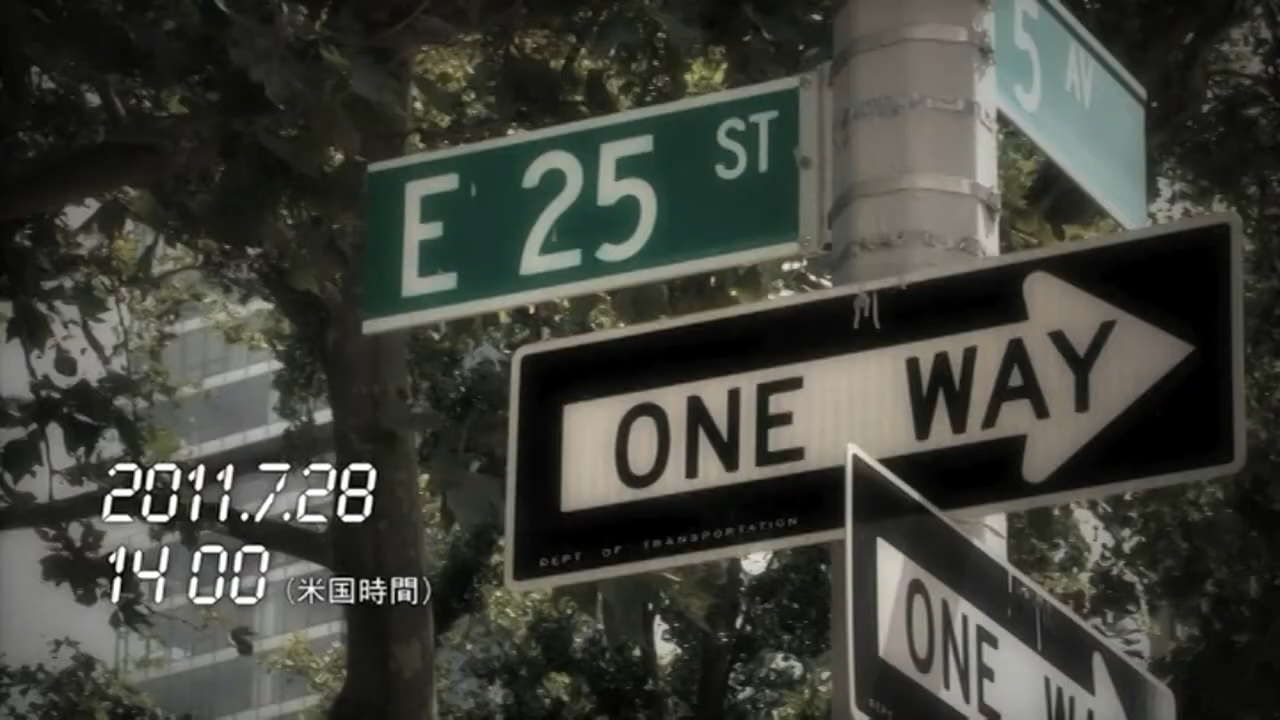 5 AV
E 25 ST
ONE WAY
DEPT OF TRANSPORTATION
2011.7.28
14 00 (米国時間)
ONE